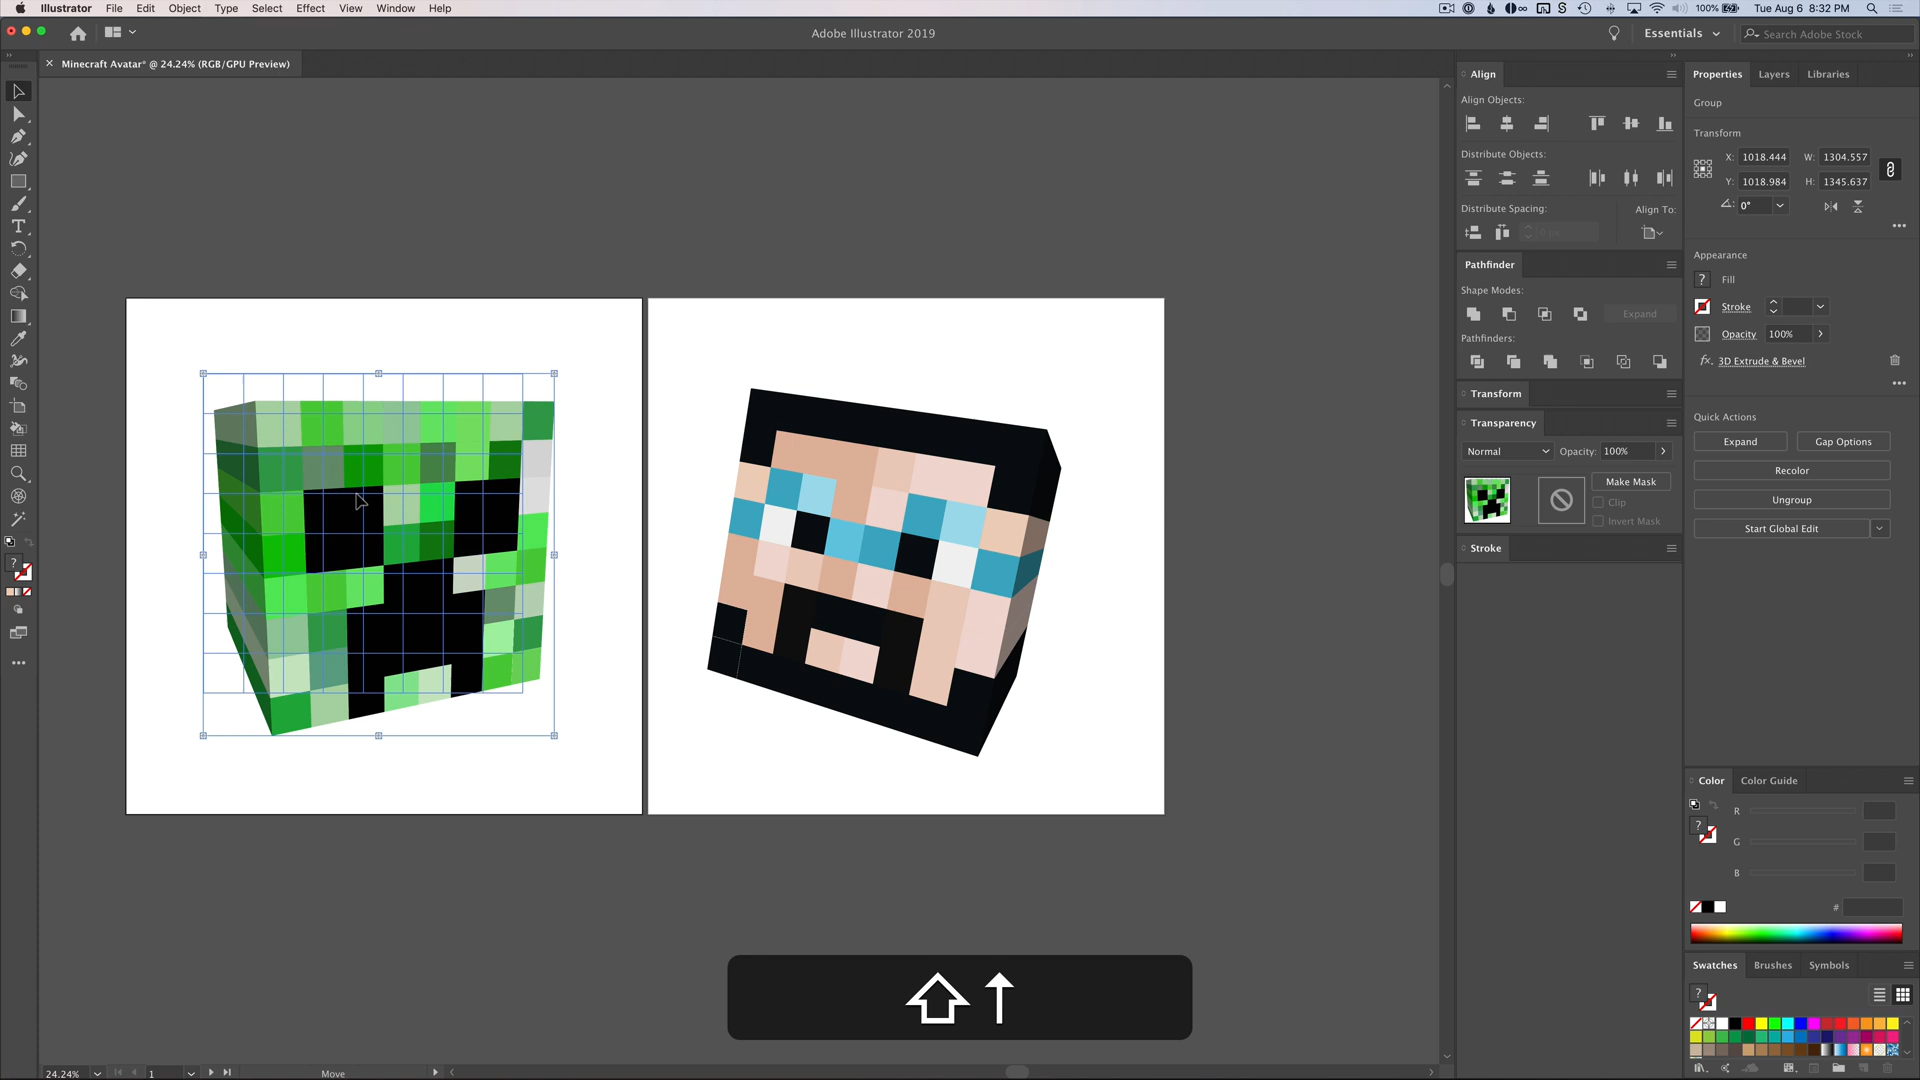 Illustrator File Edit Object Type Select Effect View Window Help
100% Tue Aug 6 8:32 PM
Adobe Illustrator 2019
Essentials
Search Adobe Stock
Minecraft Avatar* @ 24.24% (RGB/GPU Preview)
Align
Align Objects:
Distribute Objects:
Distribute Spacing:
Align To:
Pathfinder
Shape Modes:
Expand
Pathfinders:
Transform
Transparency
Normal
Opacity: 100%
Make Mask
Clip
Invert Mask
Stroke
Properties Layers Libraries
Group
Transform
X: 1018.444 W: 1304.557
Y: 1018.984 H: 1345.637
0°
Appearance
? Fill
Stroke
Opacity 100%
fx 3D Extrude & Bevel
Quick Actions
Expand Gap Options
Recolor
Ungroup
Start Global Edit
Color Color Guide
R
? G
B
#
Swatches Brushes Symbols
?
24.24% 1 Move